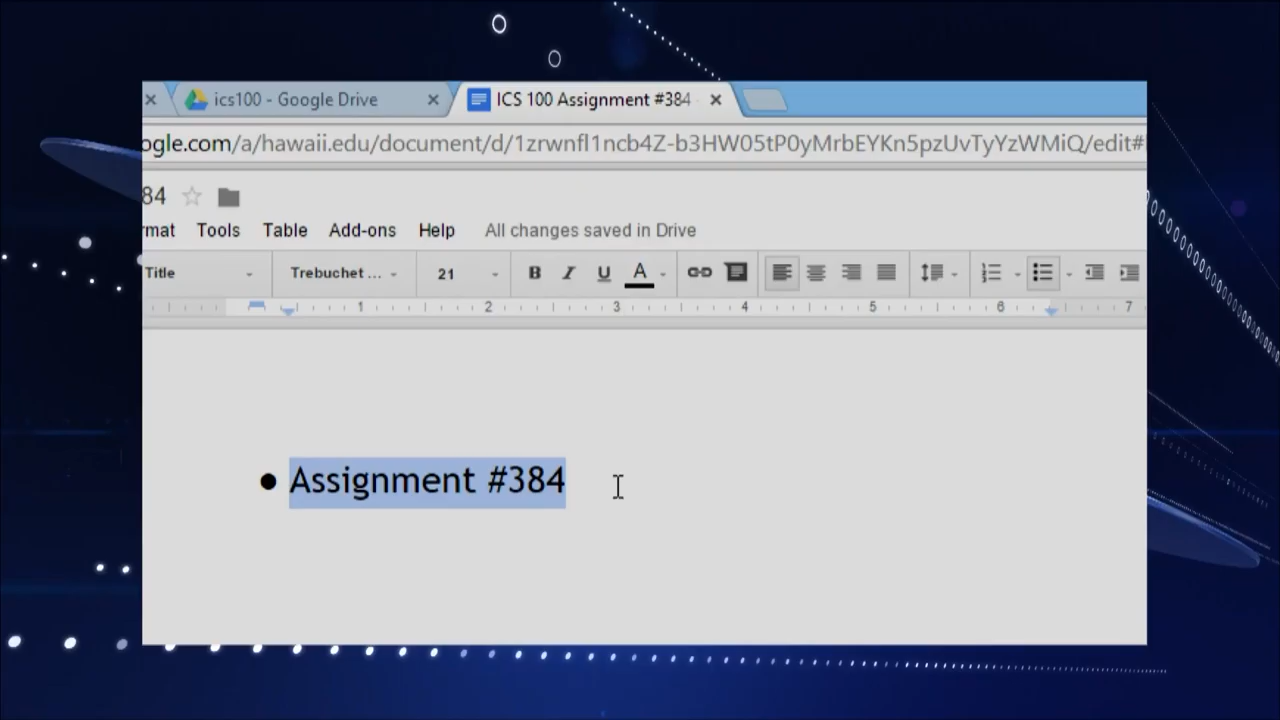 ics100 - Google Drive
ICS 100 Assignment #384
ogle.com/a/hawaii.edu/document/d/1zrwnfl1ncb4Z-b3HW05tP0yMrbEYKn5pzUvTyYzWMiQ/edit#
84
rmat Tools Table Add-ons Help All changes saved in Drive
Title Trebuchet ... 21 B I U A
1 2 3 4 5 6 7
• Assignment #384